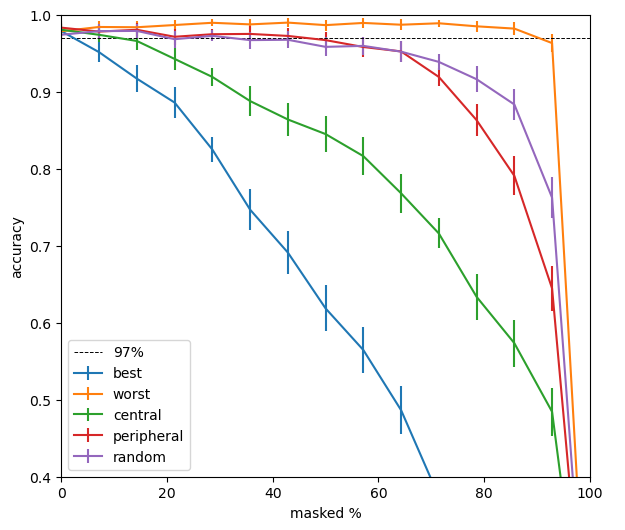 1.0
0.9
0.8
0.7
0.6
0.5
0.4
accuracy
97%
best
worst
central
peripheral
random
0 20 40 60 80 100
masked %